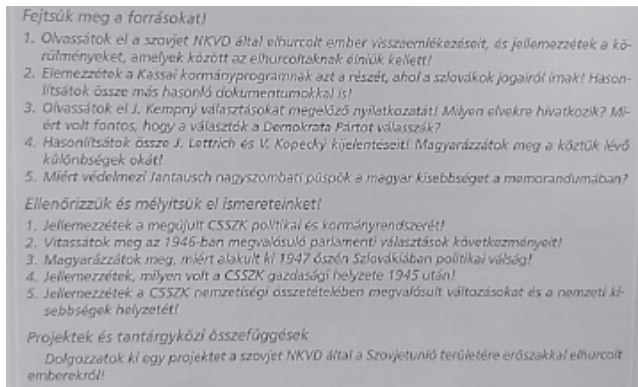 Fejtsük meg a forrásokat!
1. Olvassátok el a szovjet NKVD által elhurcolt ember visszaemlékezéseit, és jellemezzétek a kö-
rülményeket, amelyek között az elhurcoltaknak élniük kellett!
2. Elemezzétek a Kassai kormányprogramnak azt a részét, ahol a szlovákok jogairól írnak! Hason-
lítsátok össze más hasonló dokumentumokkal is!
3. Olvassátok el J. Kempný választásokat megelőző nyilatkozatát! Milyen elvekre hivatkozik? Mi-
ért volt fontos, hogy a választók a Demokrata Pártot válasszák?
4. Hasonlítsátok össze J. Lettrich és V. Kopecký kijelentéseit! Magyarázzátok meg a köztük lévő
különbségek okát!
5. Miért védelmezi Jantausch nagyszombati püspök a magyar kisebbséget a memorandumában?
Ellenőrizzük és mélyítsük el ismereteinket!
1. Jellemezzétek a megújult CSSZK politikai és kormányrendszerét!
2. Vitassátok meg az 1946-ban megvalósuló parlamenti választások következményeit!
3. Magyarázzátok meg, miért alakult ki 1947 őszén Szlovákiában politikai válság!
4. Jellemezzétek, milyen volt a CSSZK gazdasági helyzete 1945 után!
5. Jellemezzétek a CSSZK nemzetiségi összetételében megvalósult változásokat és a nemzeti ki-
sebbségek helyzetét!
Projektek és tantárgyközi összefüggések
Dolgozzatok ki egy projektet a szovjet NKVD által a Szovjetunió területére erőszakkal elhurcolt
emberekről!